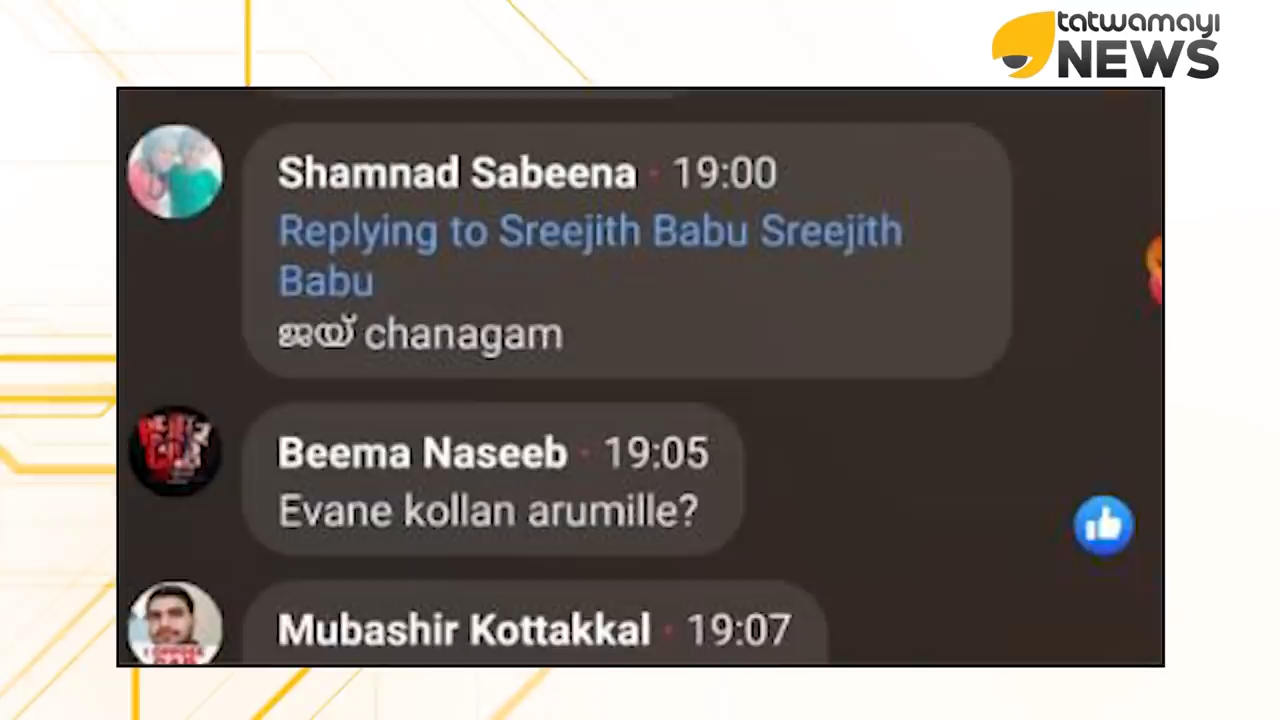 tatwamayi
NEWS
Shamnad Sabeena · 19:00
Replying to Sreejith Babu Sreejith
Babu
ജയ് chanagam
Beema Naseeb · 19:05
Evane kollan arumille?
Mubashir Kottakkal · 19:07